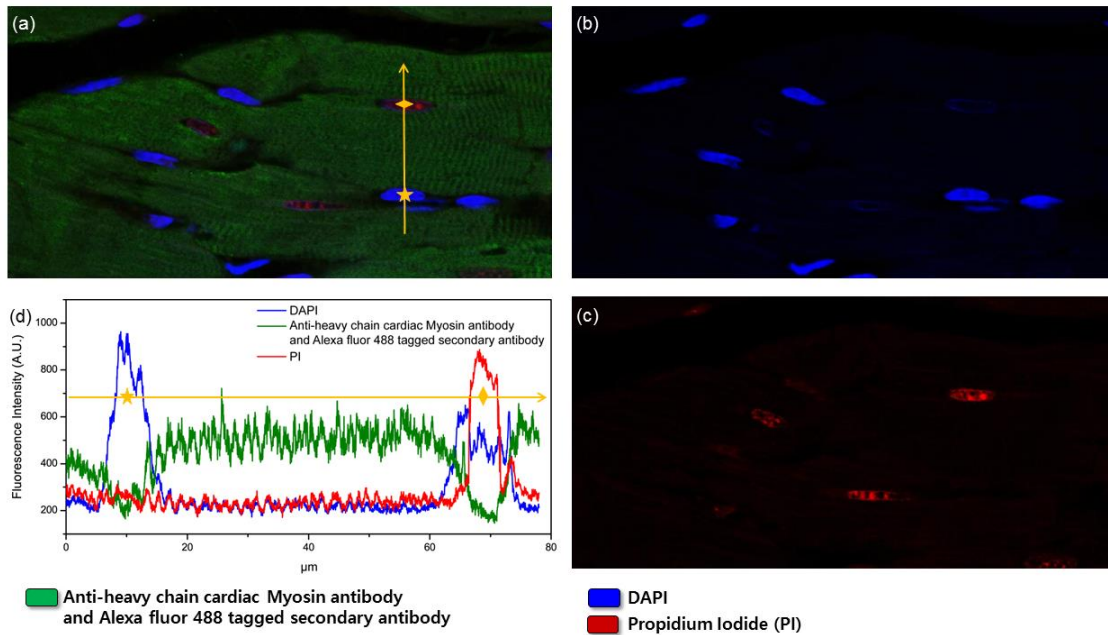 (a)
(b)
(d)
DAPI
Anti-heavy chain cardiac Myosin antibody
and Alexa fluor 488 tagged secondary antibody
PI
1000
800
600
400
200
Fluorescence Intensity (A.U.)
0
20
40
60
80
µm
(c)
Anti-heavy chain cardiac Myosin antibody
and Alexa fluor 488 tagged secondary antibody
DAPI
Propidium Iodide (PI)